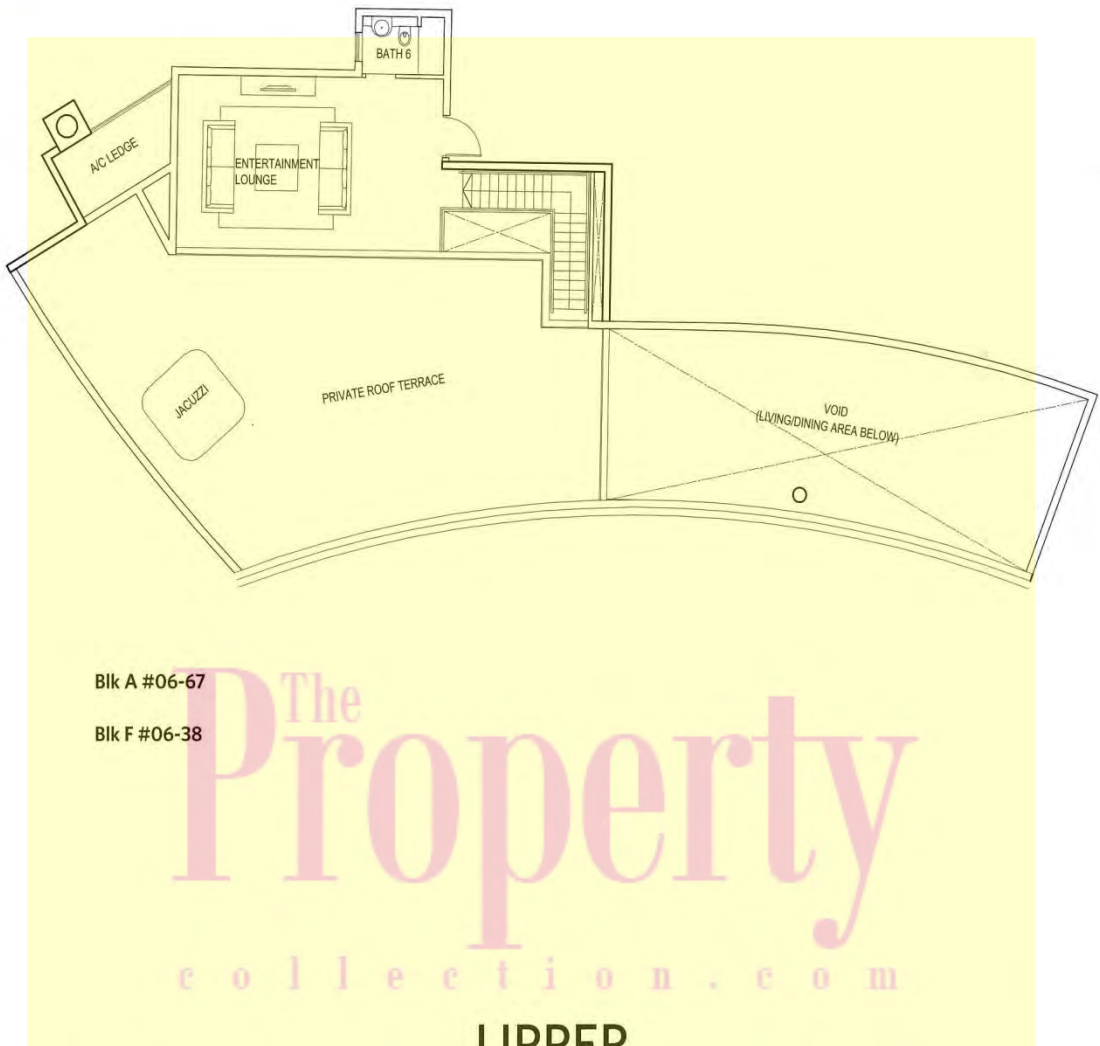 BATH 6
A/C LEDGE
ENTERTAINMENT
LOUNGE
JACUZZI
PRIVATE ROOF TERRACE
VOID
(LIVING/DINING AREA BELOW)
Blk A #06-67
Blk F #06-38
The
Property
collection.com
UPPER